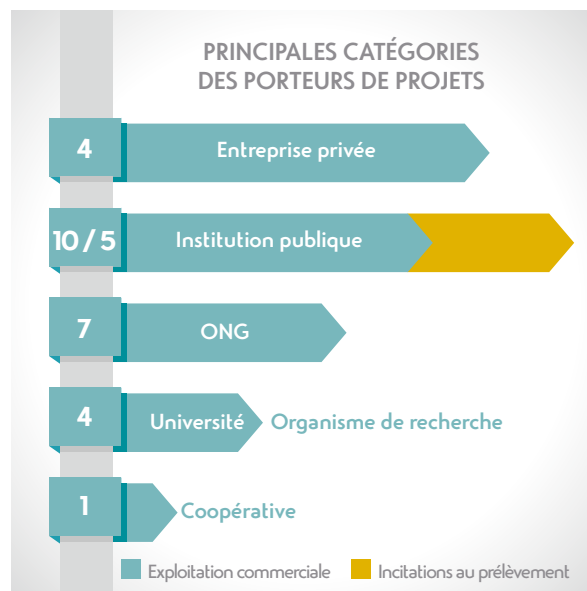 PRINCIPALES CATÉGORIES
DES PORTEURS DE PROJETS
4 Entreprise privée
10 / 5 Institution publique
7 ONG
4 Université Organisme de recherche
1 Coopérative
Exploitation commerciale Incitations au prélèvement